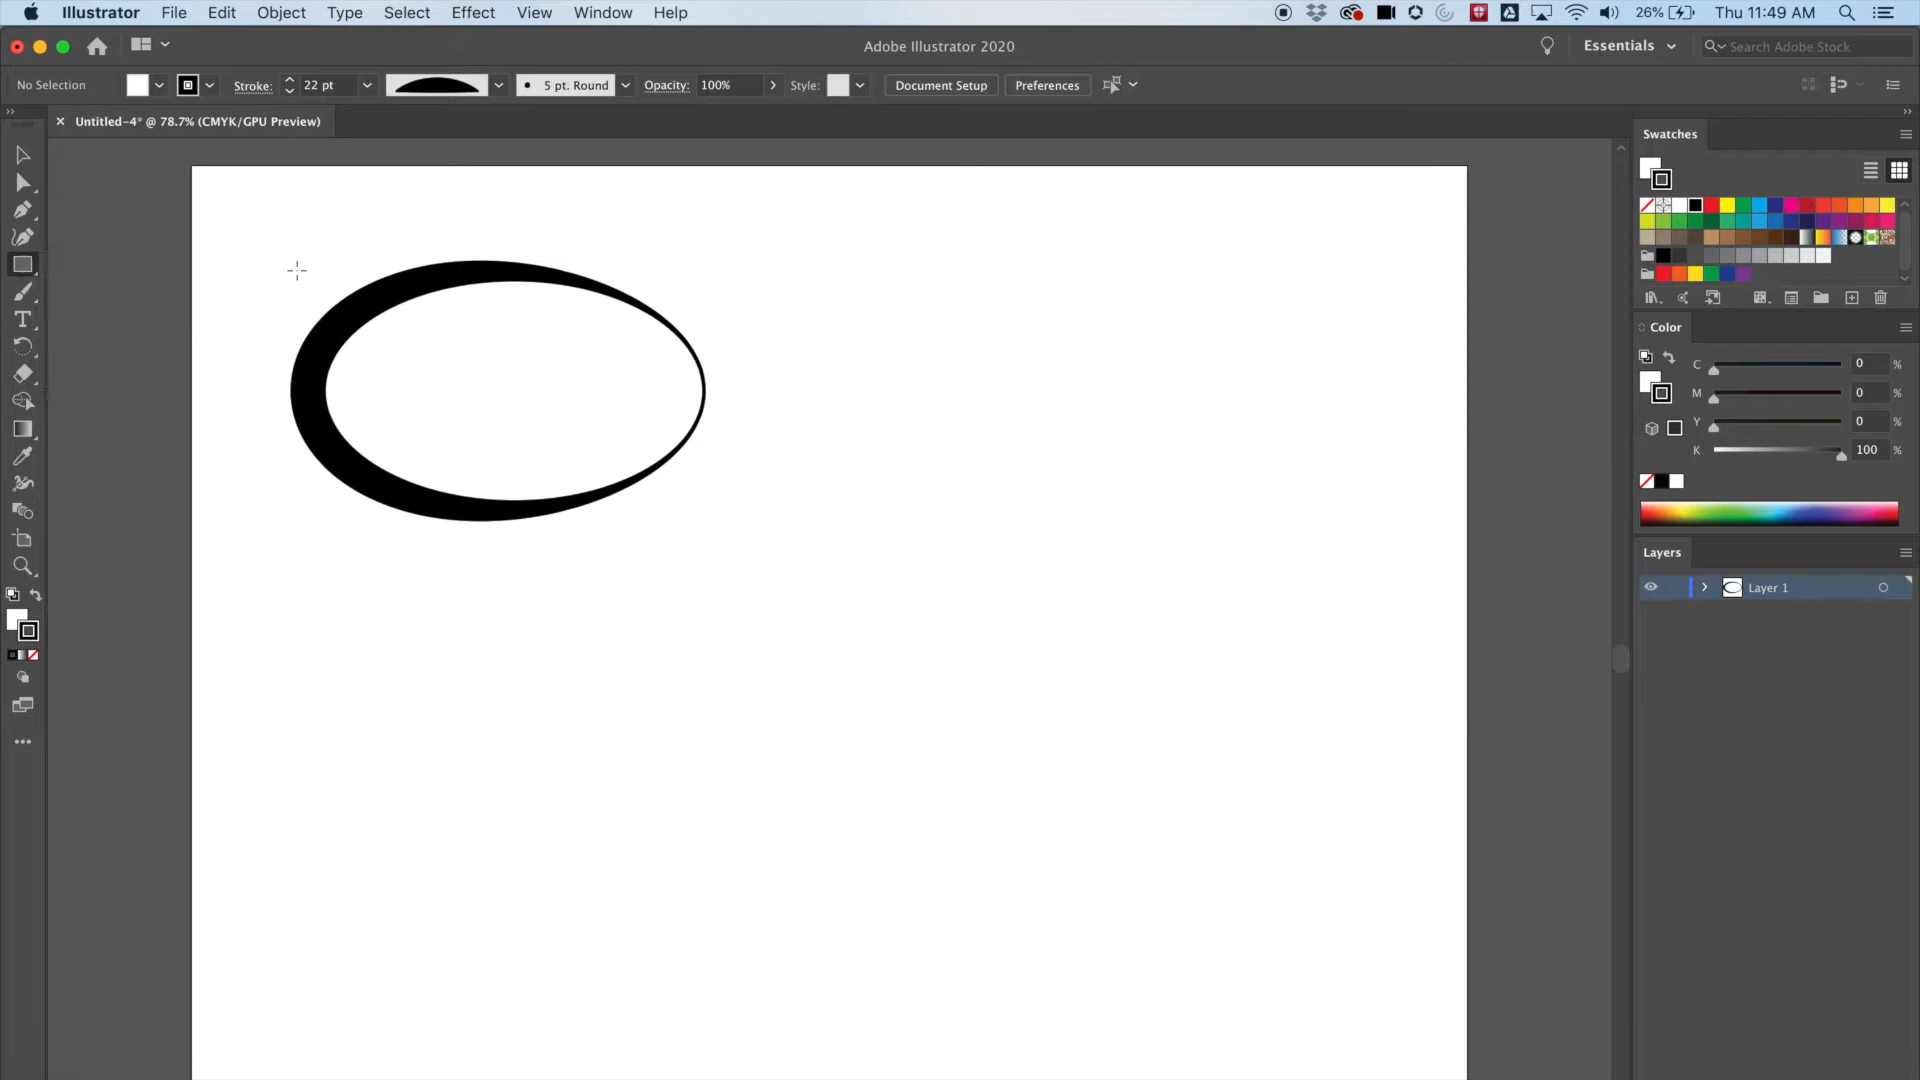 Illustrator File Edit Object Type Select Effect View Window Help 26% Thu 11:49 AM
Adobe Illustrator 2020 Essentials Search Adobe Stock
No Selection Stroke: 22 pt 5 pt. Round Opacity: 100% Style: Document Setup Preferences
Untitled-4* @ 78.7% (CMYK/GPU Preview)
Swatches
Color
C 0 %
M 0 %
Y 0 %
K 100 %
Layers
Layer 1